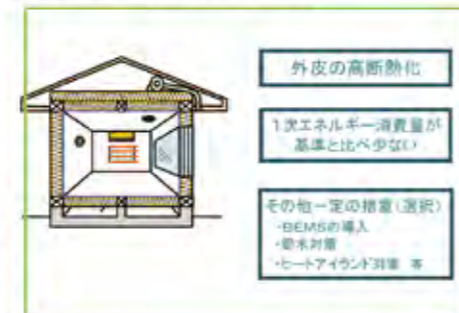 外皮の高断熱化
1次エネルギー消費量が
基準と比べ少ない
その他一定の措置(選択)
・BEMSの導入
・節水対策
・ヒートアイランド対策 等